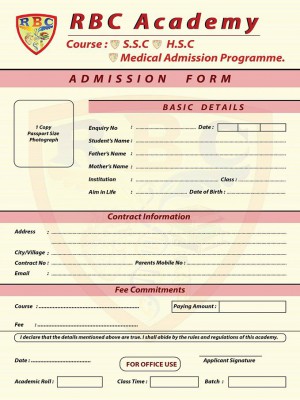 RBC
RBC Academy
Course : S.S.C H.S.C
Medical Admission Programme.
ADMISSION FORM
BASIC DETAILS
1 Copy
Passport Size
Photograph
Enquiry No : Date :
Student's Name :
Father's Name :
Mother's Name :
Institution : Class :
Aim in Life : Date of Birth :
Contract Information
Address :
City/Village :
Contract No : Parents Mobile No :
Email :
Fee Commitments
Course : Paying Amount :
Fee :
I declare that the details mentioned above are true. I shall abide by the rules and regulations of this academy.
Date : FOR OFFICE USE Applicant Signature
Academic Roll : Class Time : Batch :